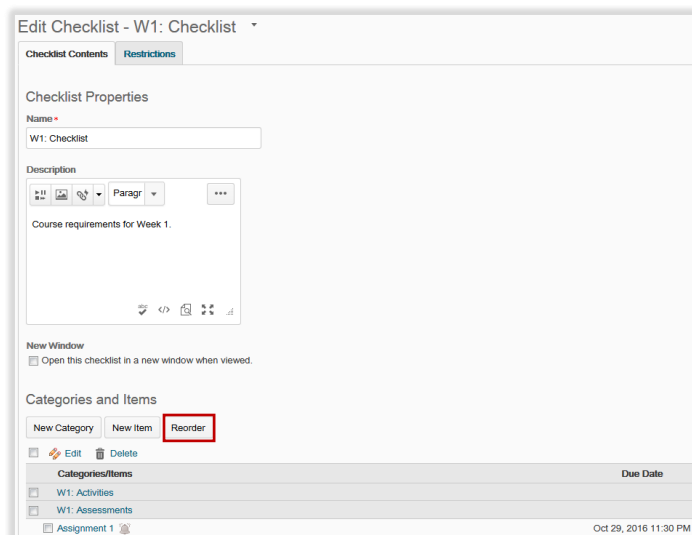 Edit Checklist - W1: Checklist
Checklist Contents Restrictions
Checklist Properties
Name *
W1: Checklist
Description
Paragr
Course requirements for Week 1.
abc
New Window
Open this checklist in a new window when viewed.
Categories and Items
New Category New Item Reorder
Edit Delete
Categories/Items Due Date
W1: Activities
W1: Assessments
Assignment 1 Oct 29, 2016 11:30 PM